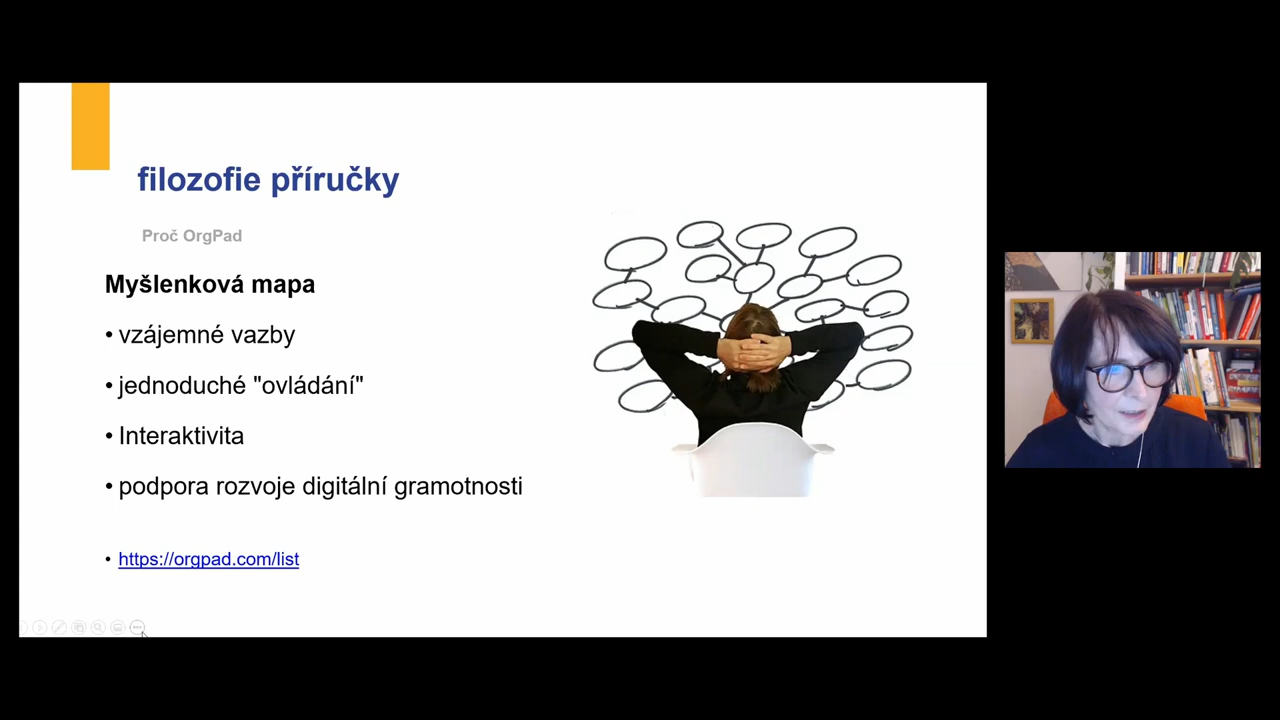 filozofie příručky
Proč OrgPad
Myšlenková mapa
• vzájemné vazby
• jednoduché "ovládání"
• Interaktivita
• podpora rozvoje digitální gramotnosti
• https://orgpad.com/list